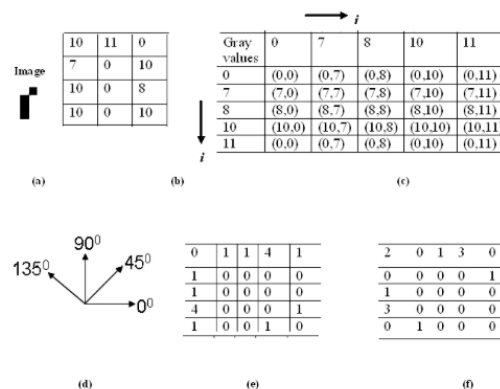 i
10 11 0
7 0 10
10 0 8
10 0 10
Image
(a)
(b)
Gray values 0 7 8 10 11
0 (0,0) (0,7) (0,8) (0,10) (0,11)
7 (7,0) (7,7) (7,8) (7,10) (7,11)
8 (8,0) (8,7) (8,8) (8,10) (8,11)
10 (10,0) (10,7) (10,8) (10,10) (10,11)
11 (0,0) (0,7) (0,8) (0,10) (0,11)
i
(c)
90⁰
135⁰ 45⁰
0⁰
(d)
0 1 1 4 1
1 0 0 0 0
1 0 0 0 0
4 0 0 0 1
1 0 0 1 0
(e)
2 0 1 3 0
0 0 0 0 1
1 0 0 0 0
3 0 0 0 0
0 1 0 0 0
(f)